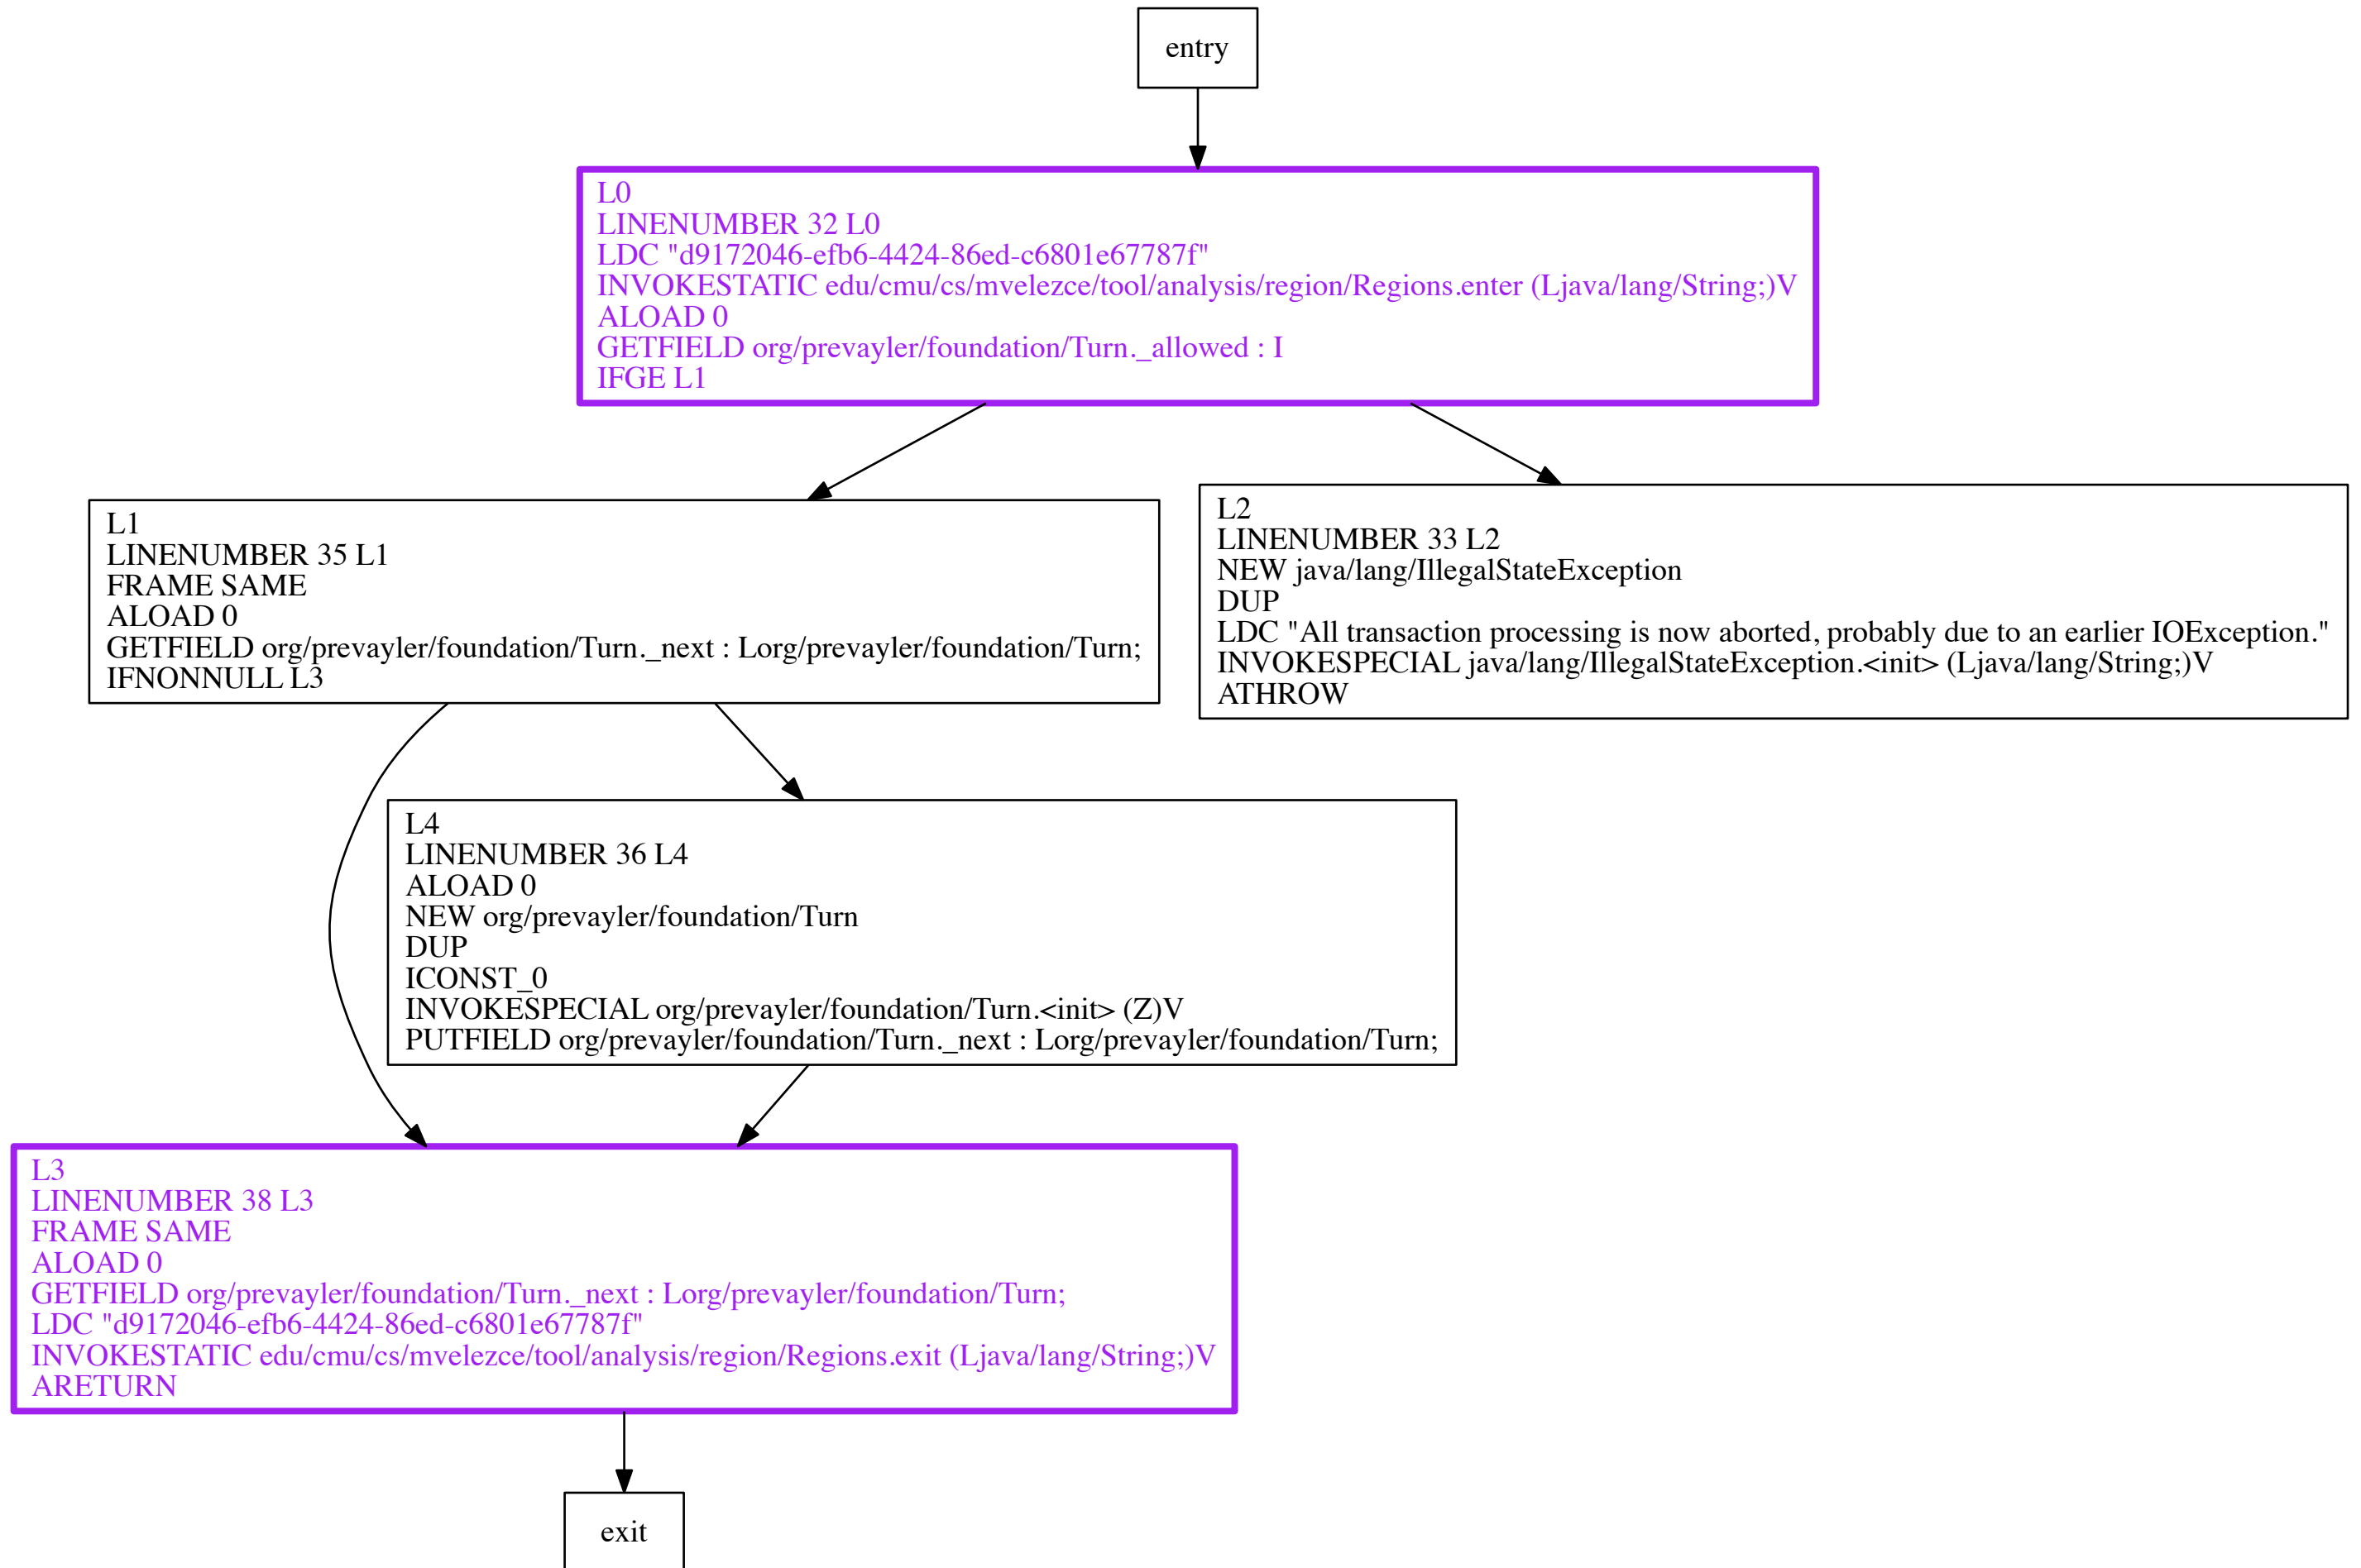 entry
L0
LINENUMBER 32 L0
LDC "d9172046-efb6-4424-86ed-c6801e67787f"
INVOKESTATIC edu/cmu/cs/mvelezce/tool/analysis/region/Regions.enter (Ljava/lang/String;)V
ALOAD 0
GETFIELD org/prevayler/foundation/Turn._allowed : I
IFGE L1
L1
LINENUMBER 35 L1
FRAME SAME
ALOAD 0
GETFIELD org/prevayler/foundation/Turn._next : Lorg/prevayler/foundation/Turn;
IFNONNULL L3
L2
LINENUMBER 33 L2
NEW java/lang/IllegalStateException
DUP
LDC "All transaction processing is now aborted, probably due to an earlier IOException."
INVOKESPECIAL java/lang/IllegalStateException.<init> (Ljava/lang/String;)V
ATHROW
L4
LINENUMBER 36 L4
ALOAD 0
NEW org/prevayler/foundation/Turn
DUP
ICONST_0
INVOKESPECIAL org/prevayler/foundation/Turn.<init> (Z)V
PUTFIELD org/prevayler/foundation/Turn._next : Lorg/prevayler/foundation/Turn;
L3
LINENUMBER 38 L3
FRAME SAME
ALOAD 0
GETFIELD org/prevayler/foundation/Turn._next : Lorg/prevayler/foundation/Turn;
LDC "d9172046-efb6-4424-86ed-c6801e67787f"
INVOKESTATIC edu/cmu/cs/mvelezce/tool/analysis/region/Regions.exit (Ljava/lang/String;)V
ARETURN
exit